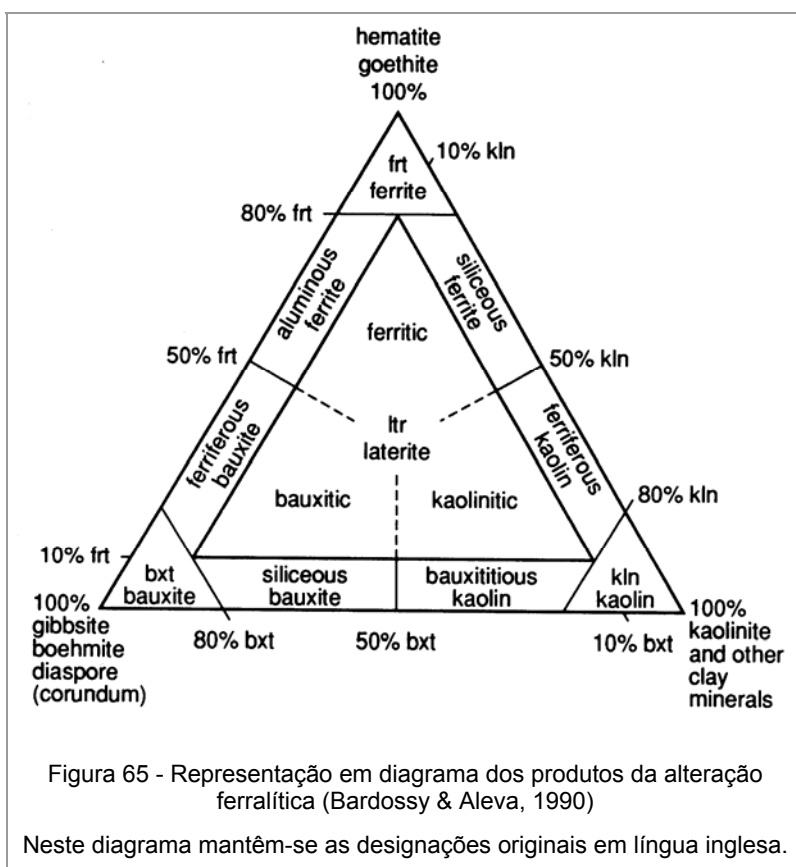 hematite
goethite
100%
10% kln
frt
ferrite
80% frt
aluminous
ferrite
siliceous
ferrite
ferritic
50% frt
50% kln
ltr
laterite
ferriferous
bauxite
ferriferous
kaolin
bauxitic
kaolinitic
80% kln
10% frt
bxt
bauxite
siliceous
bauxite
bauxititious
kaolin
kln
kaolin
100%
gibbsite
boehmite
diaspore
(corundum)
80% bxt
50% bxt
10% bxt
100%
kaolinite
and other
clay
minerals
Figura 65 - Representação em diagrama dos produtos da alteração
ferralítica (Bardossy & Aleva, 1990)
Neste diagrama mantêm-se as designações originais em língua inglesa.